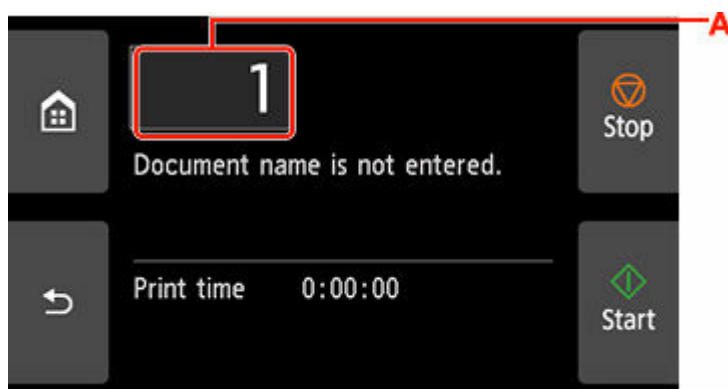 A
1
Stop
Document name is not entered.
Print time 0:00:00
Start